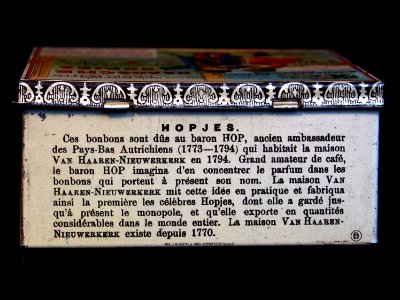 HOPJES.
Ces bonbons sont dûs au baron HOP, ancien ambassadeur
des Pays-Bas Autrichiens (1773—1794) qui habitait la maison
VAN HAAREN-NIEUWERKERK en 1794. Grand amateur de café,
le baron HOP imagina d'en concentrer le parfum dans les
bonbons qui portent à présent son nom. La maison VAN
HAAREN-NIEUWERKERK mit cette idée en pratique et fabriqua
ainsi la première les célèbres Hopjes, dont elle a gardé jus-
qu'à présent le monopole, et qu'elle exporte en quantités
considérables dans le monde entier. La maison VAN HAAREN-
NIEUWERKERK existe depuis 1770.